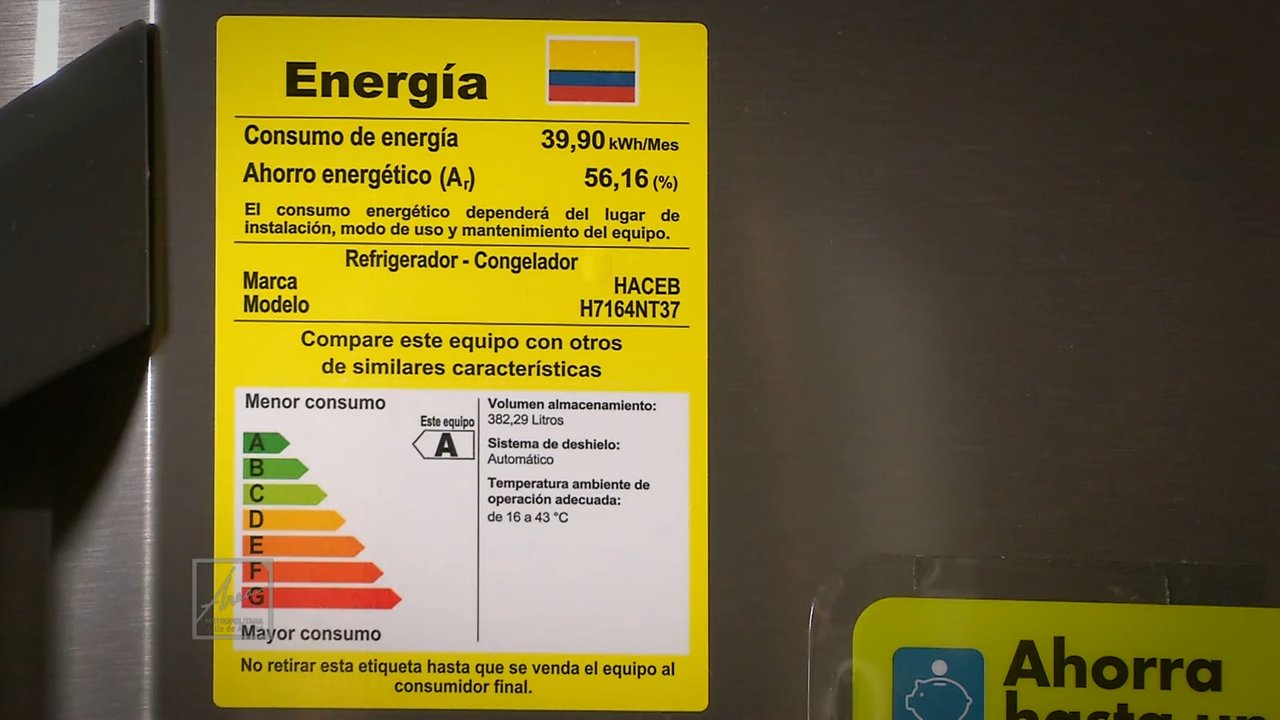 Energía
Consumo de energía 39,90 kWh/Mes
Ahorro energético (Ar) 56,16 (%)
El consumo energético dependerá del lugar de
instalación, modo de uso y mantenimiento del equipo.
Refrigerador - Congelador
Marca HACEB
Modelo H7164NT37
Compare este equipo con otros
de similares características
Menor consumo
Este equipo
A
A
B
C
D
E
F
G
Mayor consumo
Volumen almacenamiento:
382,29 Litros
Sistema de deshielo:
Automático
Temperatura ambiente de
operación adecuada:
de 16 a 43 °C
No retirar esta etiqueta hasta que se venda el equipo al
consumidor final.
Ahorra
hasta un